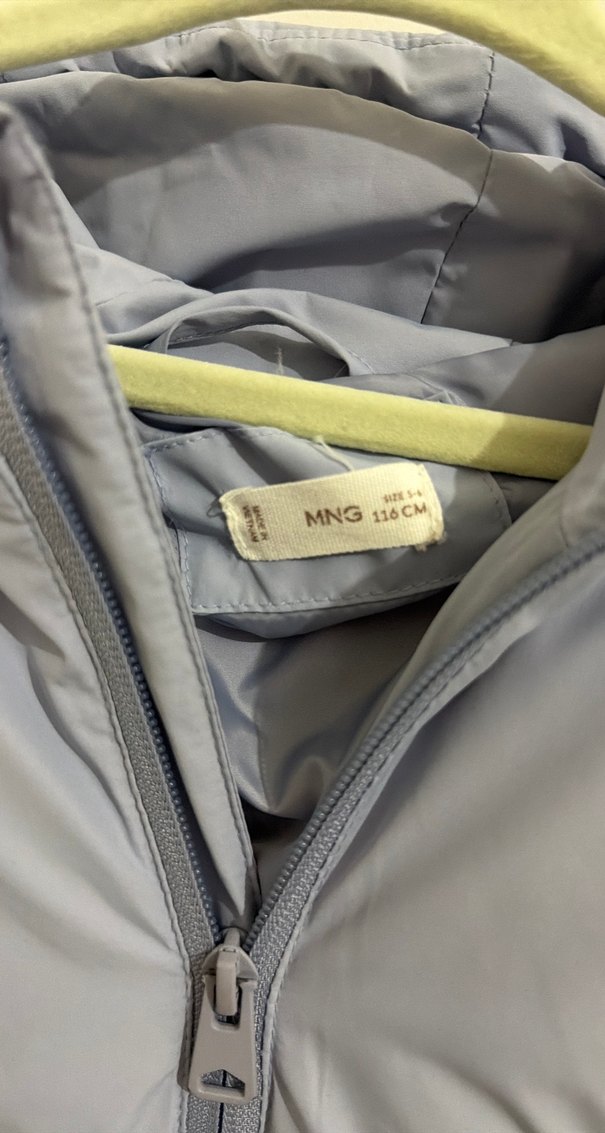 MADE IN
VIETNAM
MNG
SIZE 5-6
116 CM